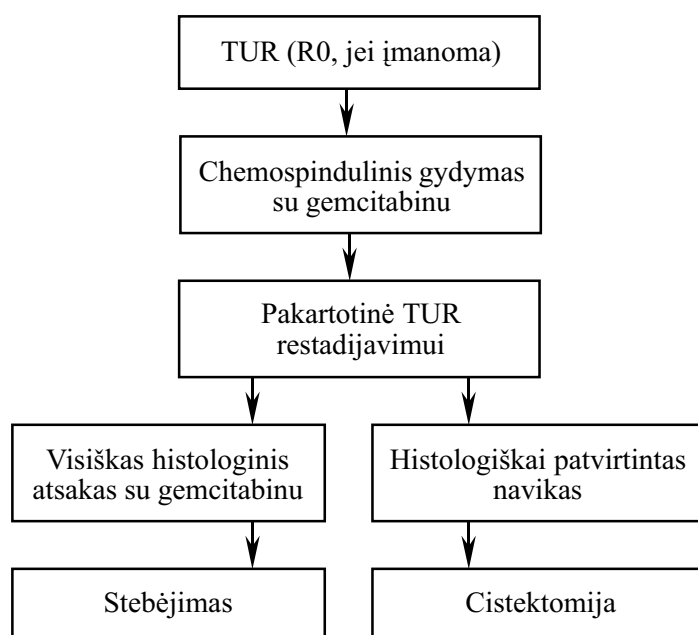 TUR (R0, jei įmanoma)
Chemospindulinis gydymas
su gemcitabinu
Pakartotinė TUR
restadijavimui
Visiškas histologinis
atsakas su gemcitabinu
Histologiškai patvirtintas
navikas
Stebėjimas
Cistektomija